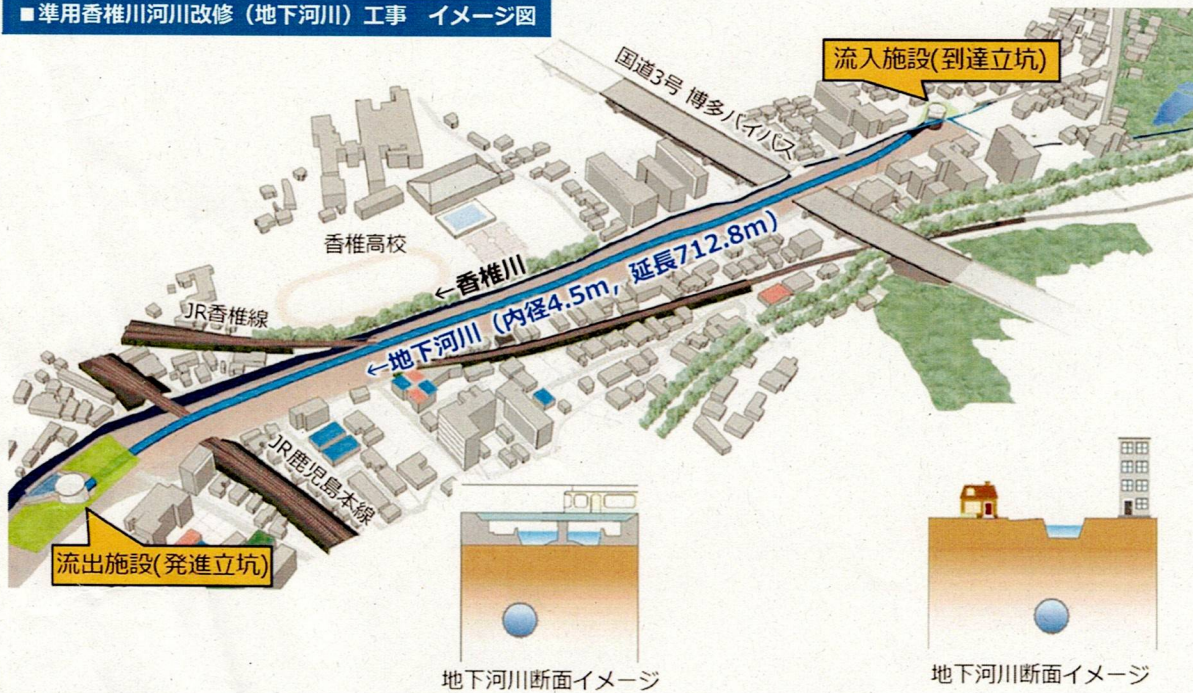 ■準用香椎川河川改修（地下河川）工事　イメージ図
流入施設(到達立坑)
国道3号 博多バイパス
香椎高校
←香椎川
JR香椎線
←地下河川（内径4.5m，延長712.8m）
JR鹿児島本線
流出施設(発進立坑)
地下河川断面イメージ
地下河川断面イメージ